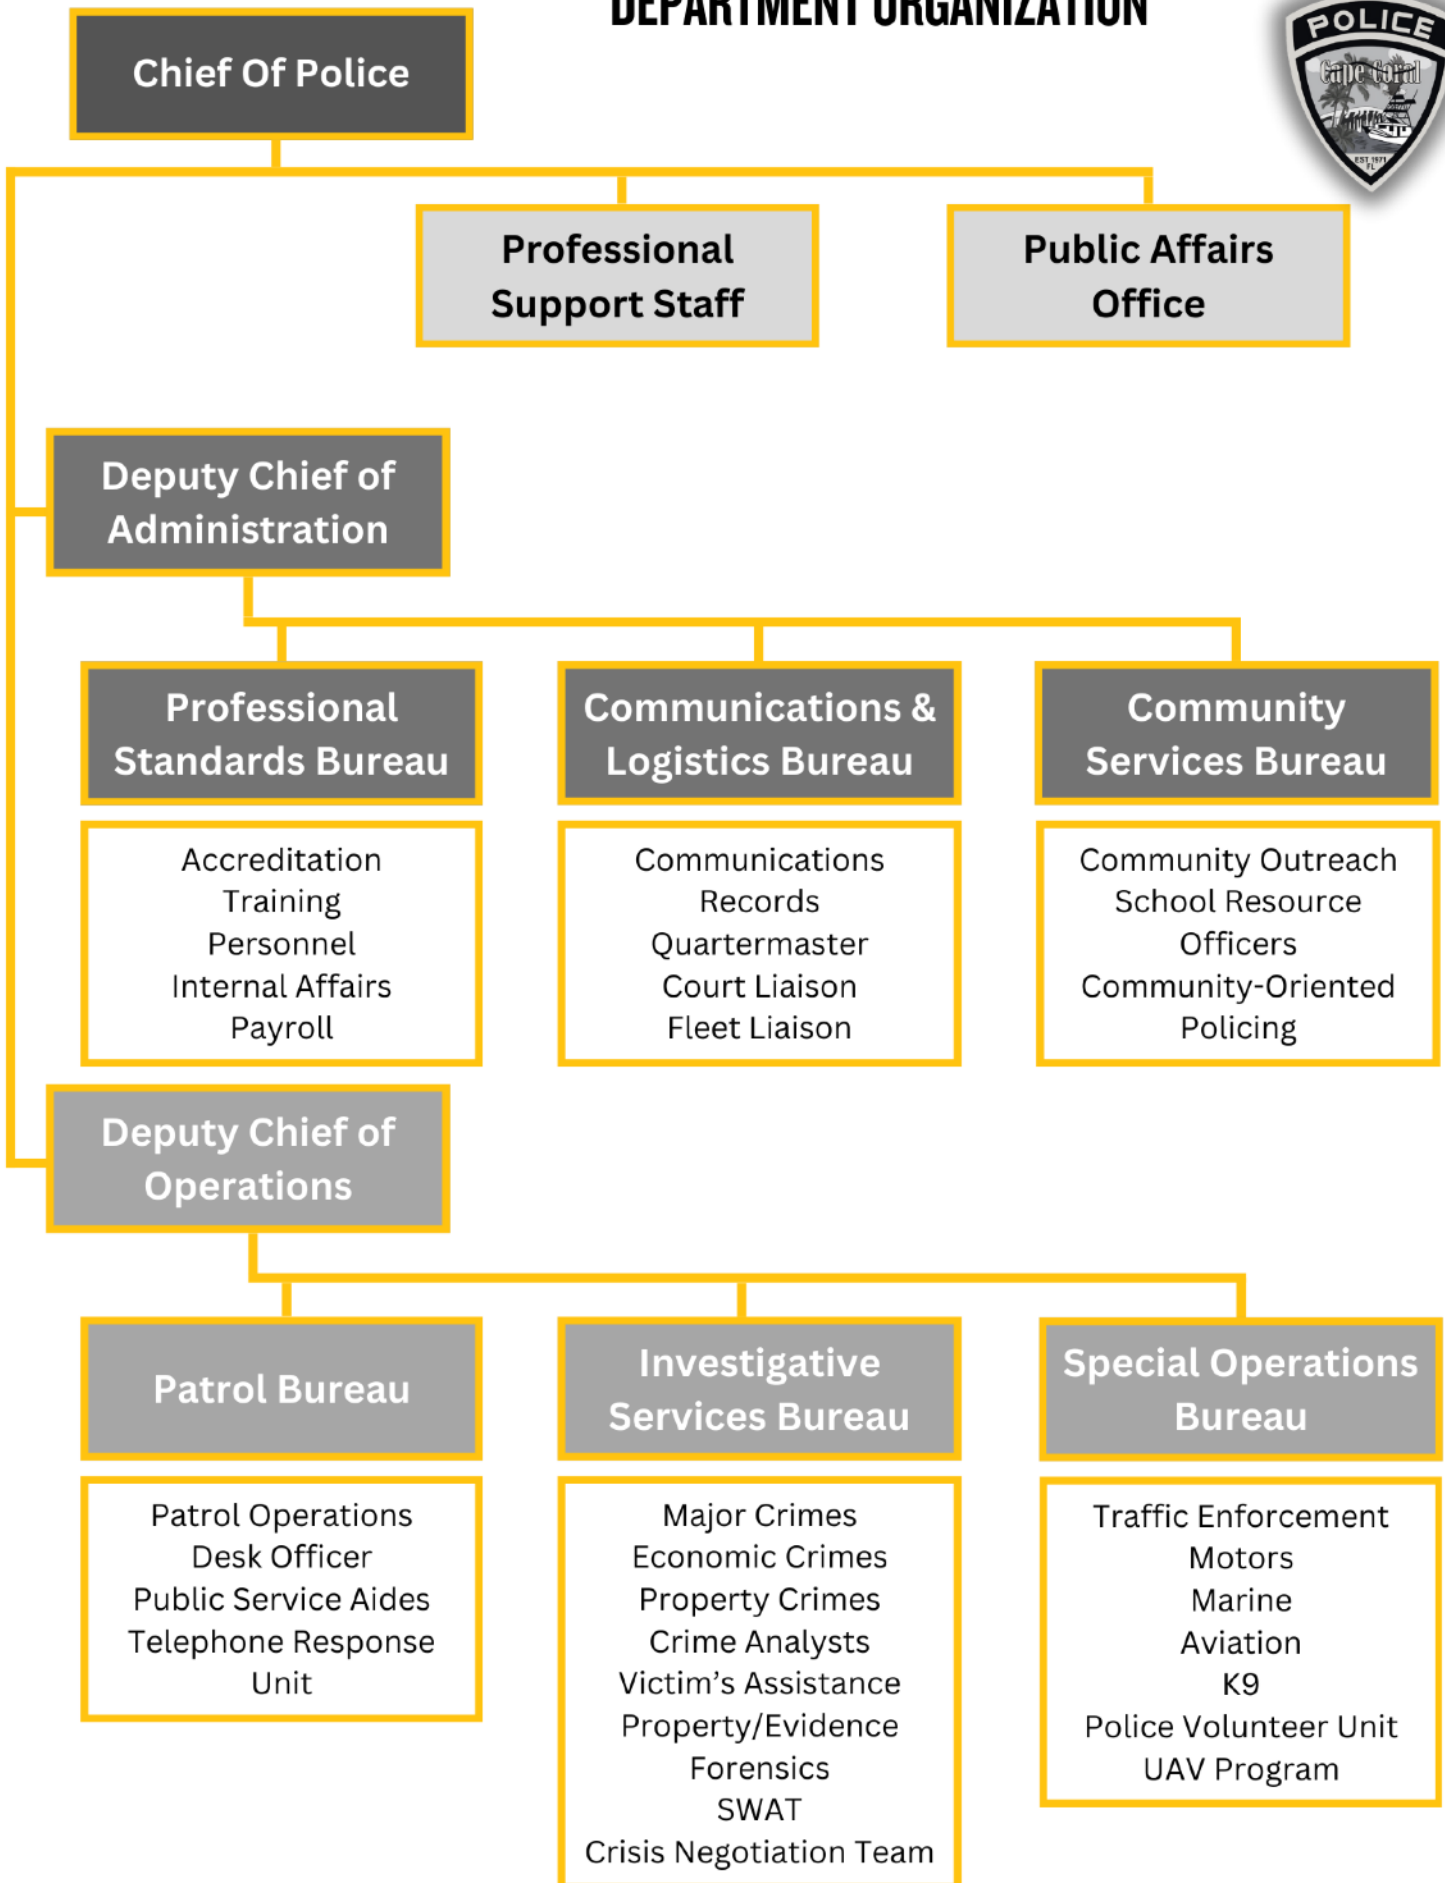 DEPARTMENT ORGANIZATION
POLICE
Cape Coral
EST 1971
FL
Chief Of Police
Professional
Support Staff
Public Affairs
Office
Deputy Chief of
Administration
Professional
Standards Bureau
Accreditation
Training
Personnel
Internal Affairs
Payroll
Communications &
Logistics Bureau
Communications
Records
Quartermaster
Court Liaison
Fleet Liaison
Community
Services Bureau
Community Outreach
School Resource
Officers
Community-Oriented
Policing
Deputy Chief of
Operations
Patrol Bureau
Patrol Operations
Desk Officer
Public Service Aides
Telephone Response
Unit
Investigative
Services Bureau
Major Crimes
Economic Crimes
Property Crimes
Crime Analysts
Victim’s Assistance
Property/Evidence
Forensics
SWAT
Crisis Negotiation Team
Special Operations
Bureau
Traffic Enforcement
Motors
Marine
Aviation
K9
Police Volunteer Unit
UAV Program